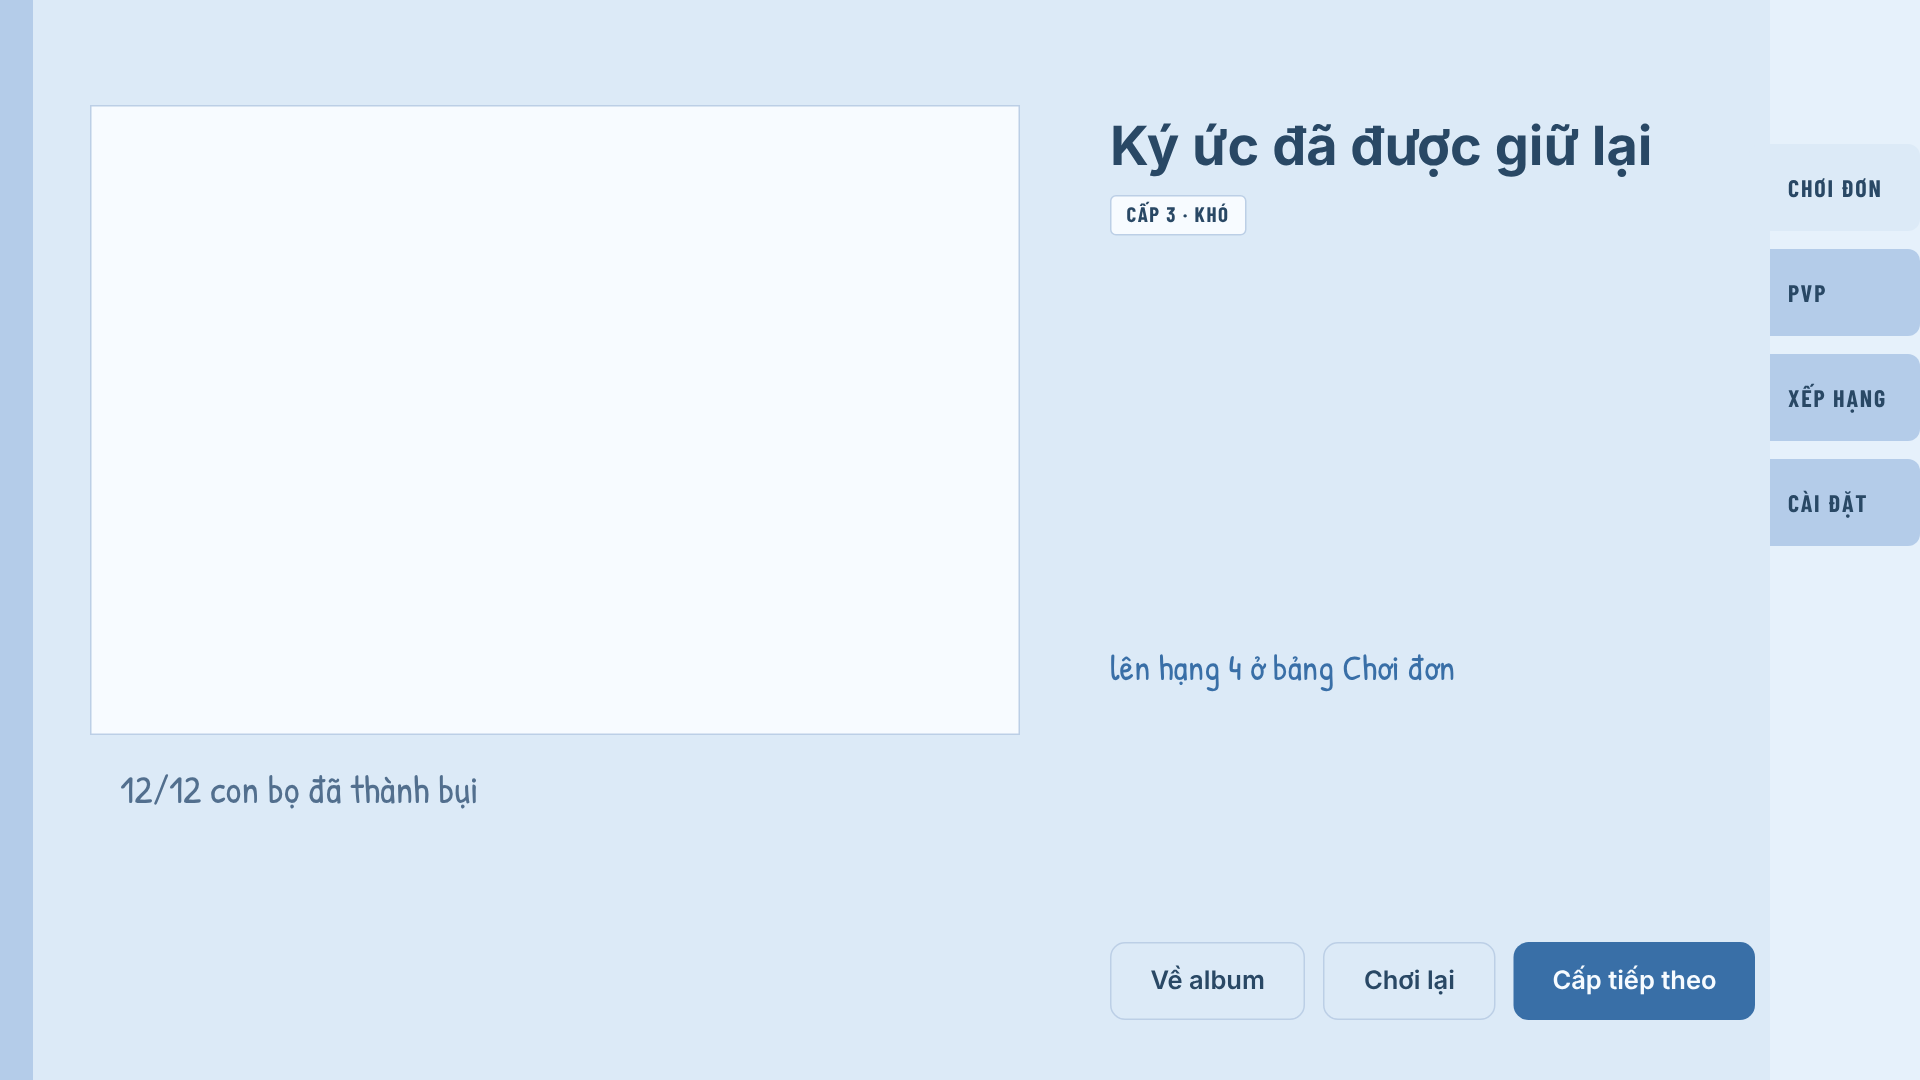 Ký ức đã được giữ lại
CẤP 3 · KHÓ
lên hạng 4 ở bảng Chơi đơn
12/12 con bọ đã thành bụi
Về album
Chơi lại
Cấp tiếp theo
CHƠI ĐƠN
PVP
XẾP HẠNG
CÀI ĐẶT